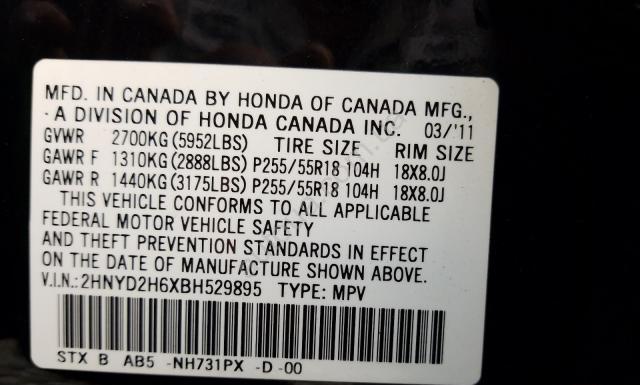 MFD. IN CANADA BY HONDA OF CANADA MFG.,
A DIVISION OF HONDA CANADA INC. 03/'11
GVWR 2700KG(5952LBS) TIRE SIZE RIM SIZE
GAWR F 1310KG(2888LBS) P255/55R18 104H 18X8.0J
GAWR R 1440KG(3175LBS) P255/55R18 104H 18X8.0J
THIS VEHICLE CONFORMS TO ALL APPLICABLE
FEDERAL MOTOR VEHICLE SAFETY
AND THEFT PREVENTION STANDARDS IN EFFECT
ON THE DATE OF MANUFACTURE SHOWN ABOVE.
V.I.N.:2HNYD2H6XBH529895 TYPE: MPV
STX B AB5 -NH731PX -D -00